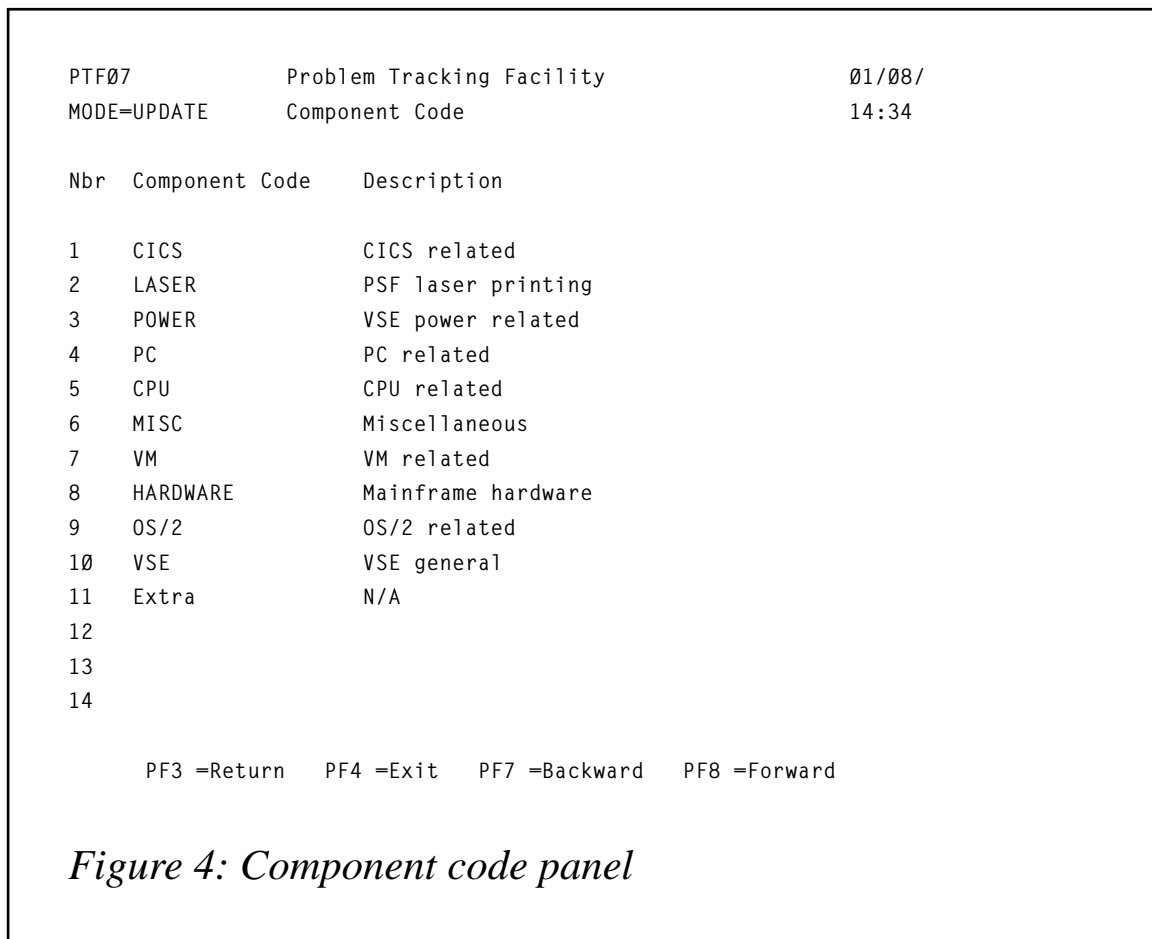 PTFØ7 Problem Tracking Facility Ø1/Ø8/
MODE=UPDATE Component Code 14:34
Nbr Component Code Description
1 CICS CICS related
2 LASER PSF laser printing
3 POWER VSE power related
4 PC PC related
5 CPU CPU related
6 MISC Miscellaneous
7 VM VM related
8 HARDWARE Mainframe hardware
9 OS/2 OS/2 related
1Ø VSE VSE general
11 Extra N/A
12
13
14
PF3 =Return PF4 =Exit PF7 =Backward PF8 =Forward
Figure 4: Component code panel